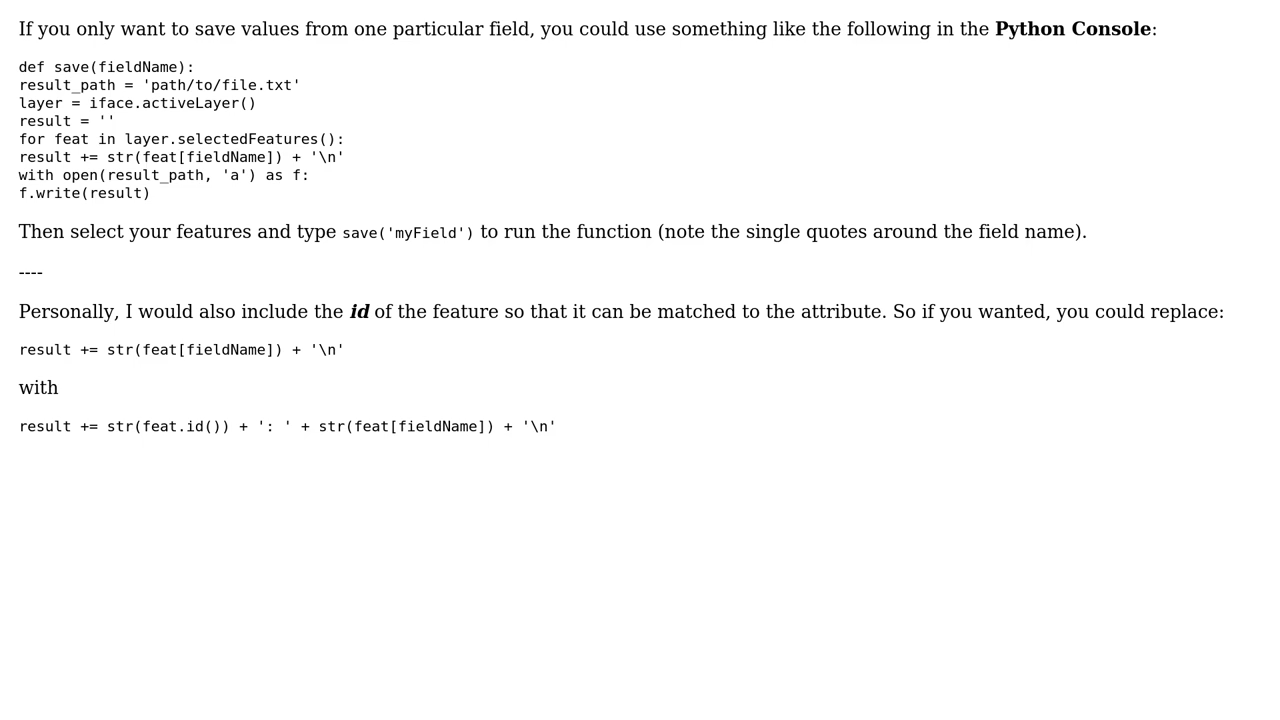 If you only want to save values from one particular field, you could use something like the following in the Python Console:
def save(fieldName):
result_path = 'path/to/file.txt'
layer = iface.activeLayer()
result = ''
for feat in layer.selectedFeatures():
result += str(feat[fieldName]) + '\n'
with open(result_path, 'a') as f:
f.write(result)
Then select your features and type save('myField') to run the function (note the single quotes around the field name).
----
Personally, I would also include the id of the feature so that it can be matched to the attribute. So if you wanted, you could replace:
result += str(feat[fieldName]) + '\n'
with
result += str(feat.id()) + ': ' + str(feat[fieldName]) + '\n'